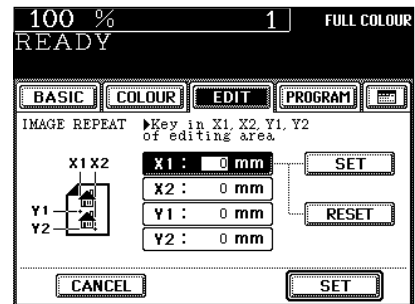 100 % 1 FULL COLOUR
READY
BASIC COLOUR EDIT PROGRAM
IMAGE REPEAT ▶Key in X1, X2, Y1, Y2
of editing area
X1 X2 X1 : 0 mm SET
X2 : 0 mm
Y1 Y1 : 0 mm RESET
Y2 Y2 : 0 mm
CANCEL SET